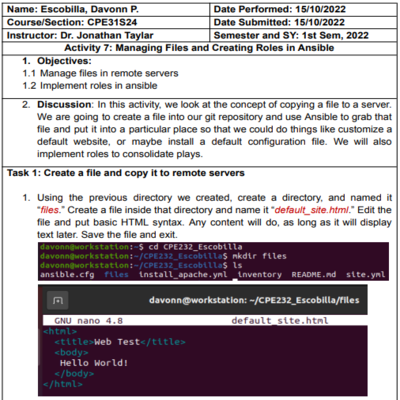 Name: Escobilla, Davonn P. Date Performed: 15/10/2022
Course/Section: CPE31S24 Date Submitted: 15/10/2022
Instructor: Dr. Jonathan Taylar Semester and SY: 1st Sem, 2022
Activity 7: Managing Files and Creating Roles in Ansible
1. Objectives:
1.1 Manage files in remote servers
1.2 Implement roles in ansible
2. Discussion: In this activity, we look at the concept of copying a file to a server.
We are going to create a file into our git repository and use Ansible to grab that
file and put it into a particular place so that we could do things like customize a
default website, or maybe install a default configuration file. We will also
implement roles to consolidate plays.
Task 1: Create a file and copy it to remote servers
1. Using the previous directory we created, create a directory, and named it
"files." Create a file inside that directory and name it "default_site.html." Edit the
file and put basic HTML syntax. Any content will do, as long as it will display
text later. Save the file and exit.
davonn@workstation:~$ cd CPE232_Escobilla
davonn@workstation:~/CPE232_Escobilla$ mkdir files
davonn@workstation:~/CPE232_Escobilla$ ls
ansible.cfg files install_apache.yml inventory README.md site.yml
davonn@workstation: ~/CPE232_Escobilla/files
GNU nano 4.8 default_site.html
<html>
<title>Web Test</title>
<body>
Hello World!
</body>
</html>